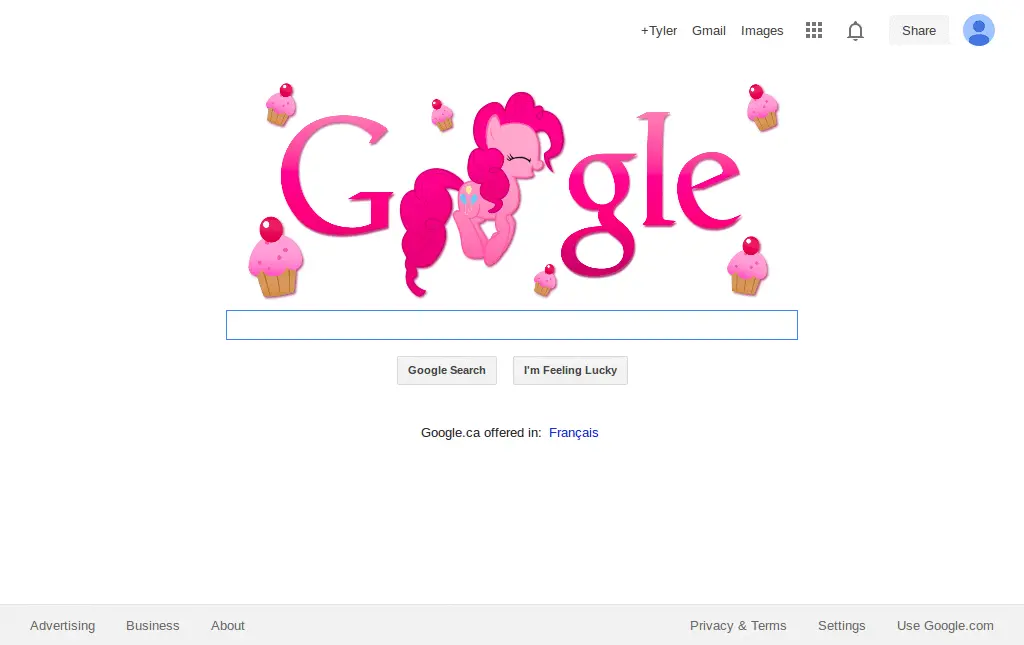 +Tyler Gmail Images Share
Google
Google Search I'm Feeling Lucky
Google.ca offered in: Français
Advertising Business About Privacy & Terms Settings Use Google.com